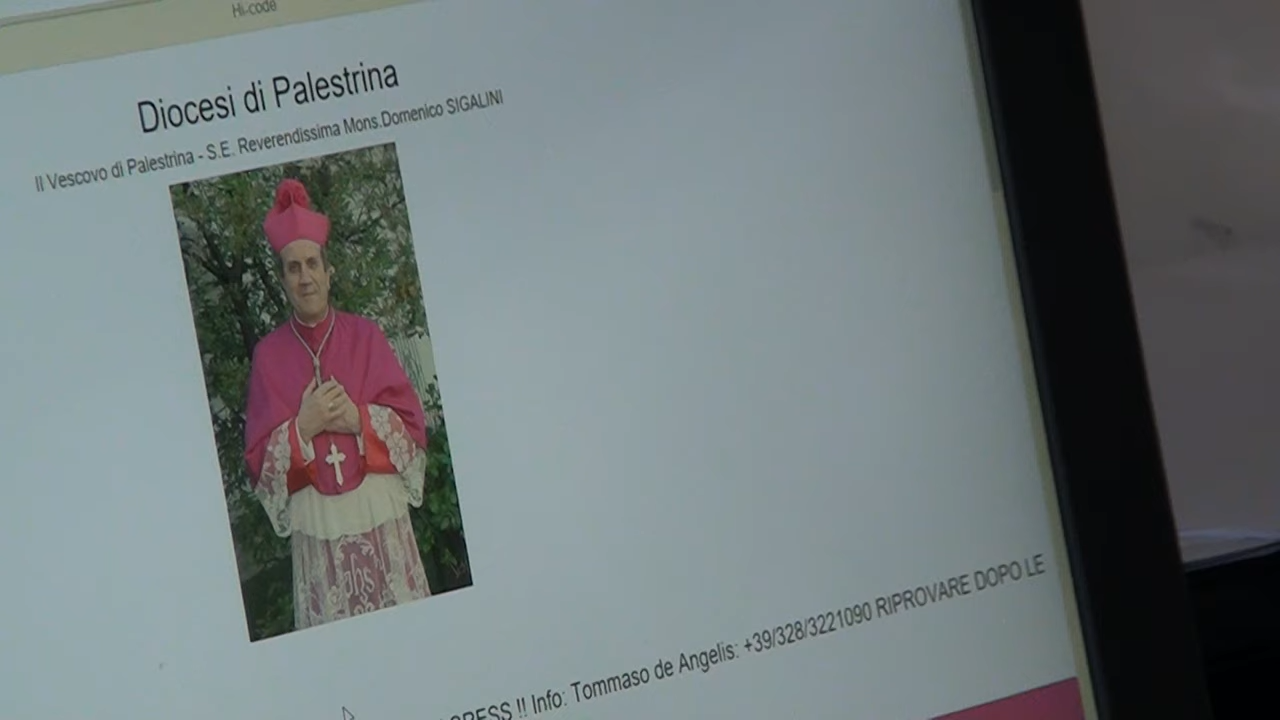 Hi-code
Diocesi di Palestrina
Il Vescovo di Palestrina - S.E. Reverendissima Mons.Domenico SIGALINI
!! Info: Tommaso de Angelis: +39/328/3221090 RIPROVARE DOPO LE